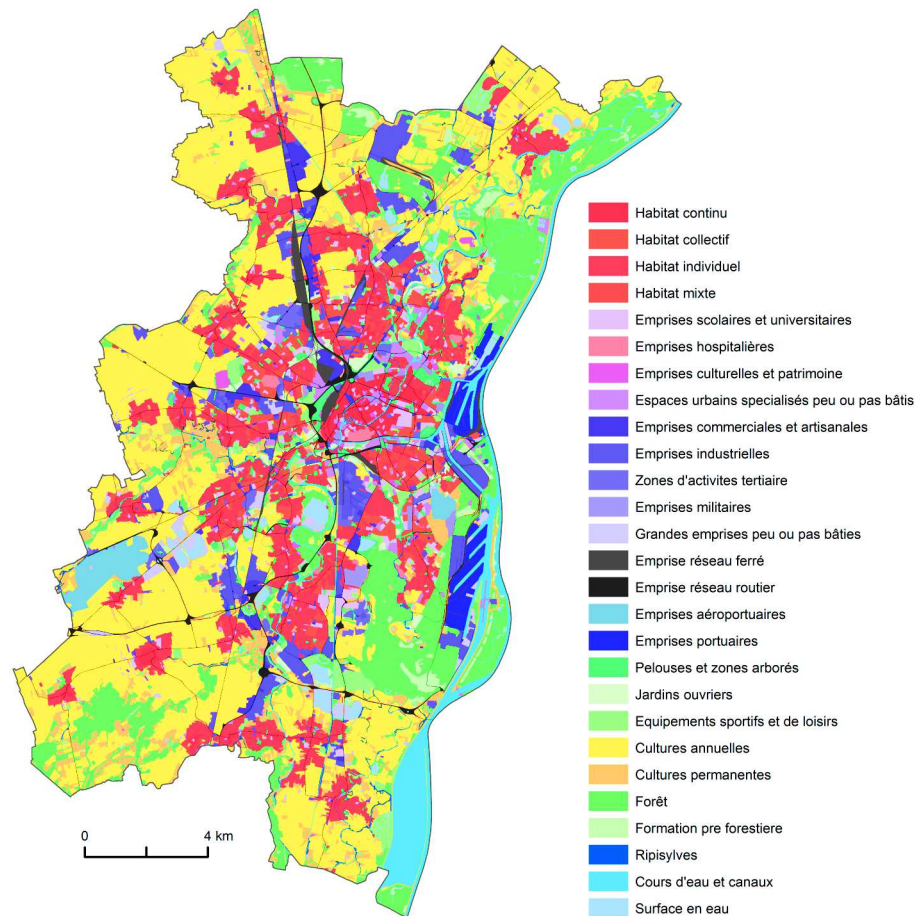 Habitat continu
Habitat collectif
Habitat individuel
Habitat mixte
Emprises scolaires et universitaires
Emprises hospitalières
Emprises culturelles et patrimoine
Espaces urbains specialisés peu ou pas bâtis
Emprises commerciales et artisanales
Emprises industrielles
Zones d'activites tertiaire
Emprises militaires
Grandes emprises peu ou pas bâties
Emprise réseau ferré
Emprise réseau routier
Emprises aéroportuaires
Emprises portuaires
Pelouses et zones arborés
Jardins ouvriers
Equipements sportifs et de loisirs
Cultures annuelles
Cultures permanentes
Forêt
Formation pre forestiere
Ripisylves
Cours d'eau et canaux
Surface en eau
0 4 km